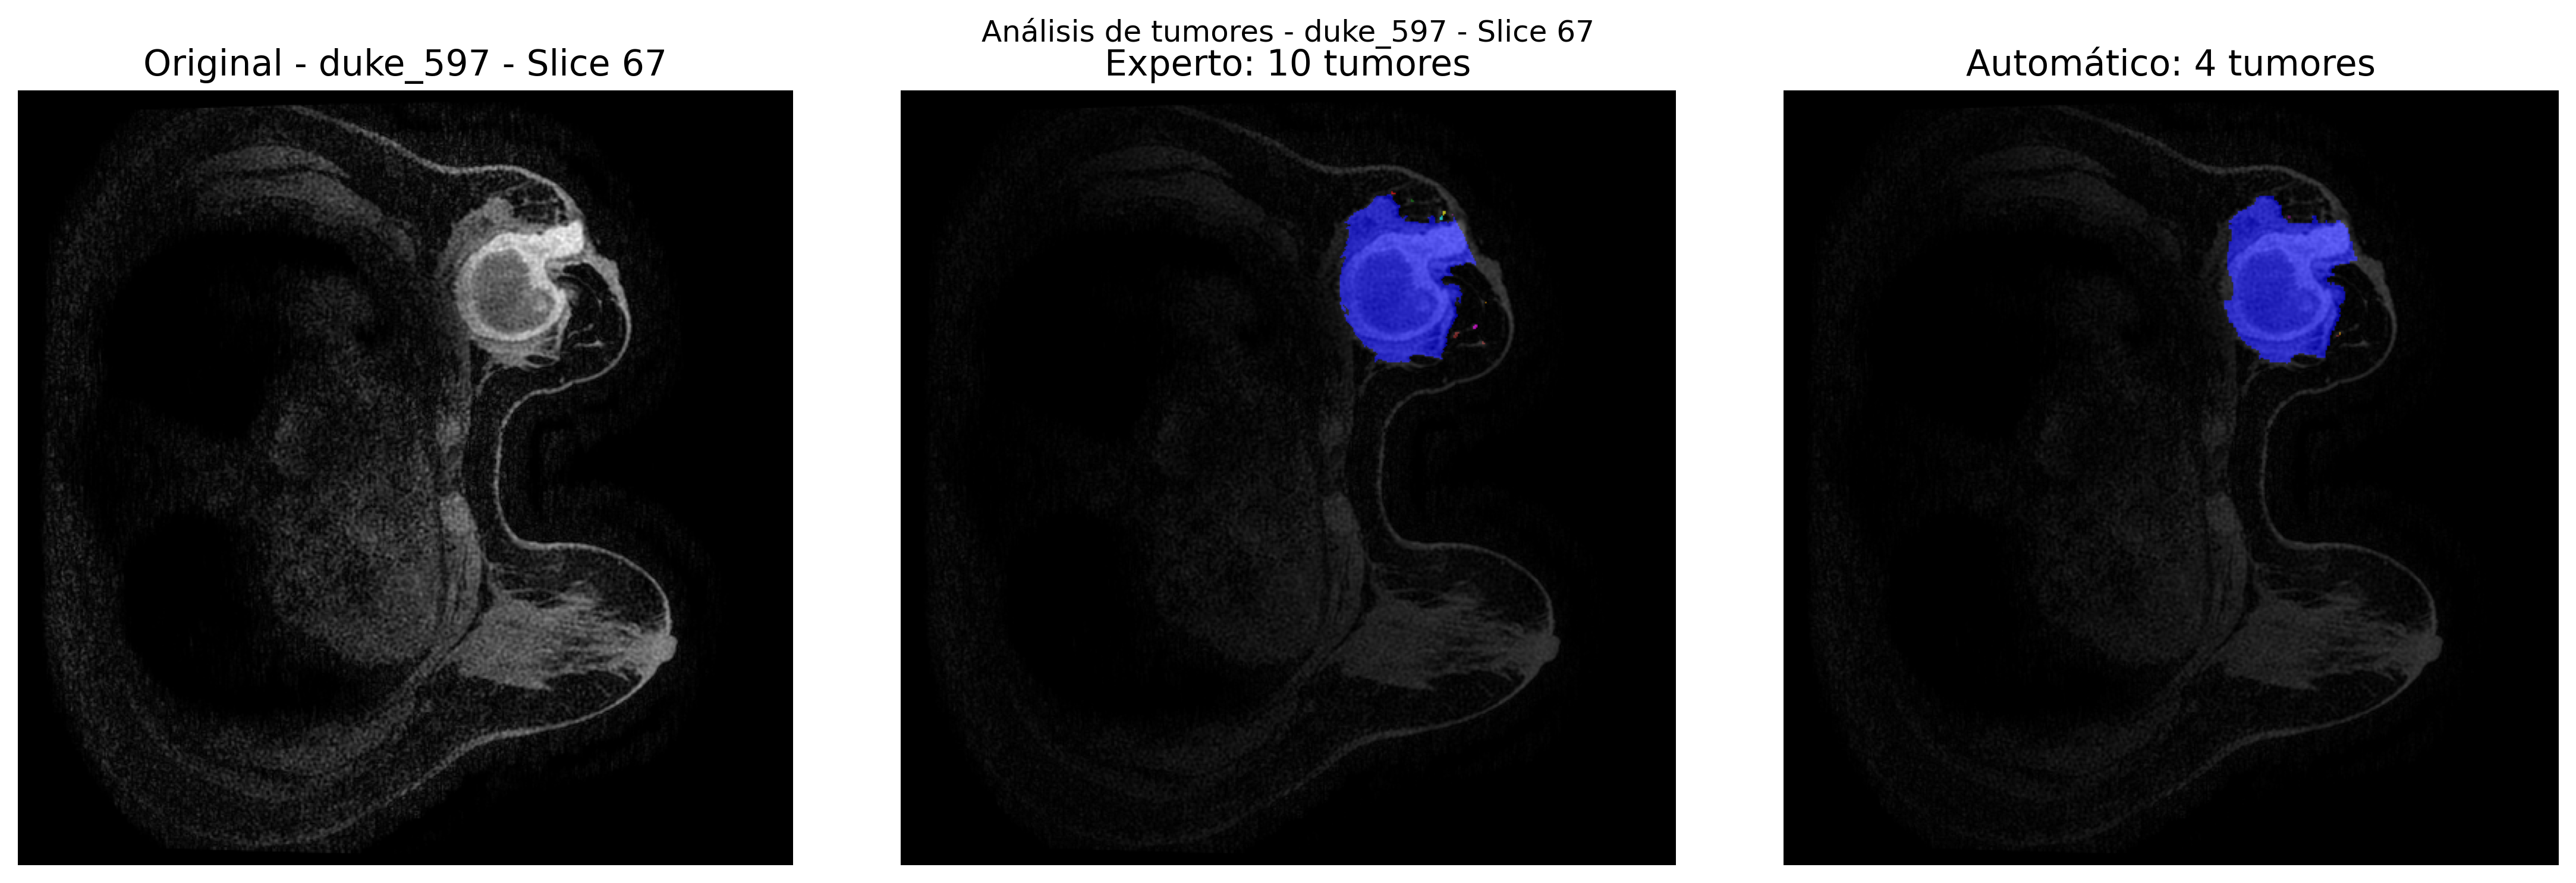 Análisis de tumores - duke_597 - Slice 67
Original - duke_597 - Slice 67
Experto: 10 tumores
Automático: 4 tumores